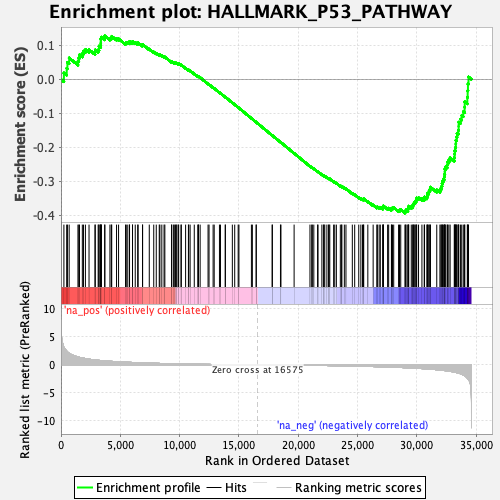 Enrichment plot: HALLMARK_P53_PATHWAY
Enrichment score (ES)
0.1
0.0
-0.1
-0.2
-0.3
-0.4
'na_pos' (positively correlated)
Ranked list metric (PreRanked)
10
5
0
-5
-10
Zero cross at 16575
'na_neg' (negatively correlated)
0
5,000
10,000
15,000
20,000
25,000
30,000
35,000
Rank in Ordered Dataset
Enrichment profile
Hits
Ranking metric scores